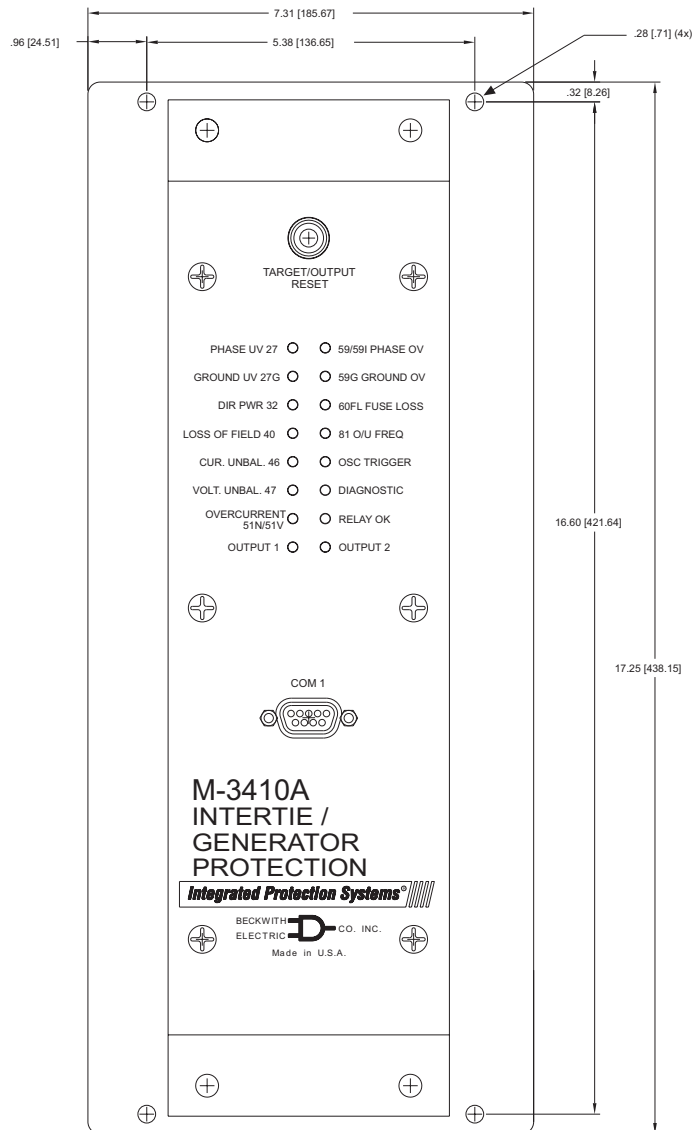 7.31 [185.67]
.96 [24.51]
5.38 [136.65]
.28 [.71] (4x)
.32 [8.26]
TARGET/OUTPUT
RESET
PHASE UV 27
59/59I PHASE OV
GROUND UV 27G
59G GROUND OV
DIR PWR 32
60FL FUSE LOSS
LOSS OF FIELD 40
81 O/U FREQ
CUR. UNBAL. 46
OSC TRIGGER
VOLT. UNBAL. 47
DIAGNOSTIC
OVERCURRENT
51N/51V
RELAY OK
OUTPUT 1
OUTPUT 2
16.60 [421.64]
17.25 [438.15]
COM 1
M-3410A
INTERTIE /
GENERATOR
PROTECTION
Integrated Protection Systems®
BECKWITH
ELECTRIC
CO. INC.
Made in U.S.A.